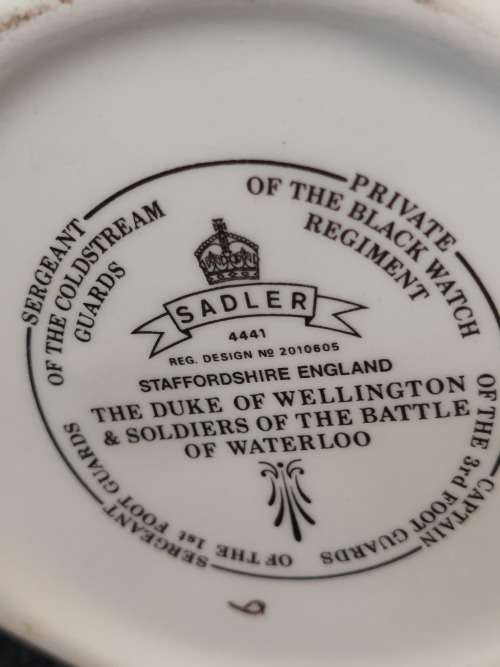 SERGEANT
OF THE COLDSTREAM
GUARDS
PRIVATE
OF THE BLACK WATCH
REGIMENT
SADLER
4441
REG. DESIGN Nº 2010605
STAFFORDSHIRE ENGLAND
THE DUKE OF WELLINGTON
& SOLDIERS OF THE BATTLE
OF WATERLOO
CAPTAIN
OF THE 3rd FOOT GUARDS
SERGEANT
OF THE 1st FOOT GUARDS